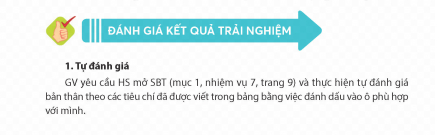 ĐÁNH GIÁ KẾT QUẢ TRẢI NGHIỆM
1. Tự đánh giá
GV yêu cầu HS mở SBT (mục 1, nhiệm vụ 7, trang 9) và thực hiện tự đánh giá
bản thân theo các tiêu chí đã được viết trong bảng bằng việc đánh dấu vào ô phù hợp
với mình.